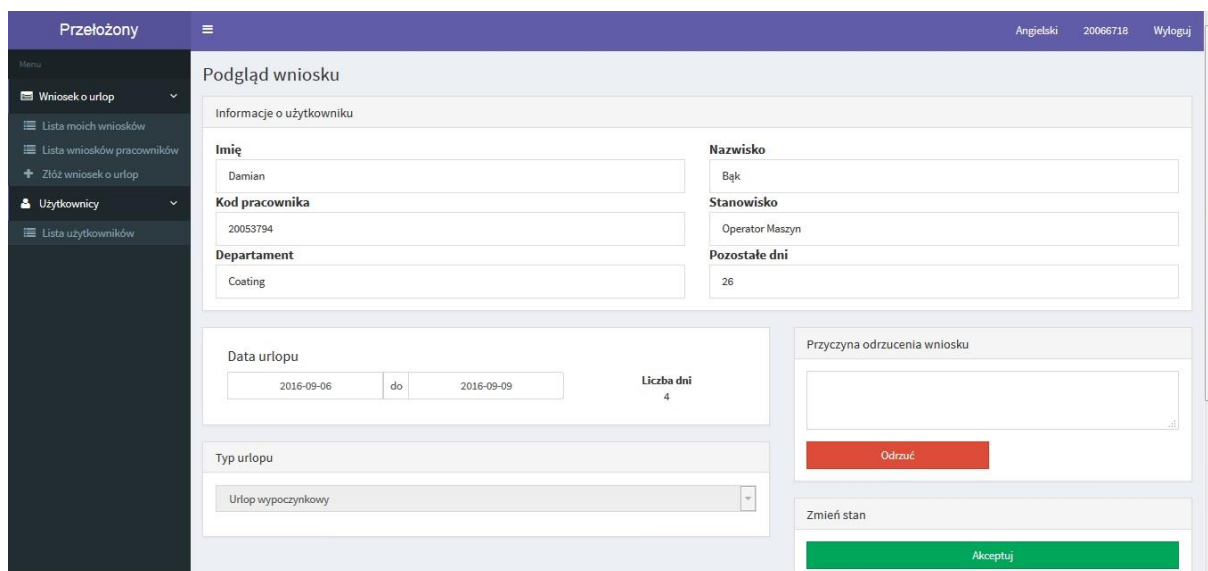 Przełożony
Angielski 20066718 Wyloguj
Menu
Wniosek o urlop
Lista moich wniosków
Lista wniosków pracowników
Złóż wniosek o urlop
Użytkownicy
Lista użytkowników
Podgląd wniosku
Informacje o użytkowniku
Imię Nazwisko
Damian Bąk
Kod pracownika Stanowisko
20053794 Operator Maszyn
Departament Pozostałe dni
Coating 26
Data urlopu
2016-09-06 do 2016-09-09
Liczba dni
4
Typ urlopu
Urlop wypoczynkowy
Przyczyna odrzucenia wniosku
Odrzuć
Zmień stan
Akceptuj